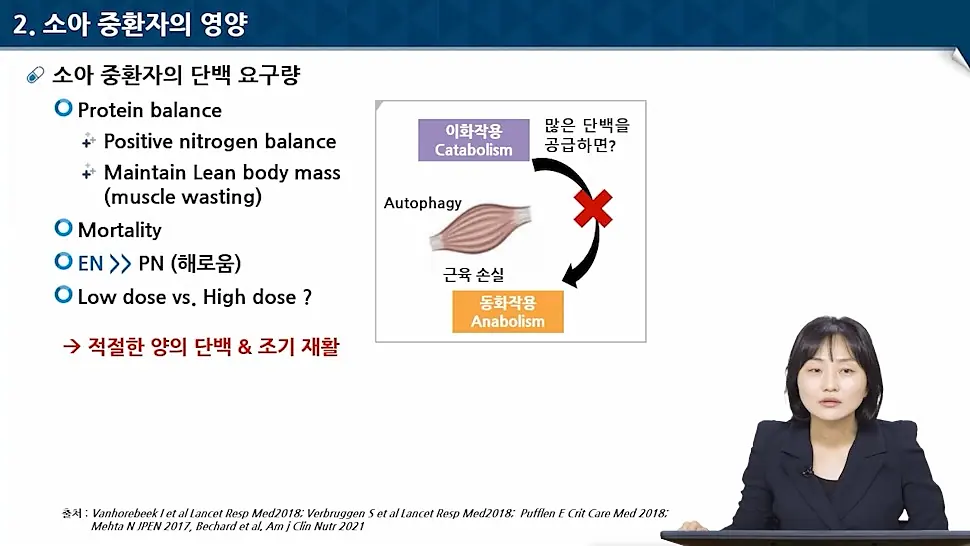 2. 소아 중환자의 영양
소아 중환자의 단백 요구량
Protein balance
Positive nitrogen balance
Maintain Lean body mass
(muscle wasting)
Mortality
EN >> PN (해로움)
Low dose vs. High dose ?
→ 적절한 양의 단백 & 조기 재활
이화작용
Catabolism
많은 단백을
공급하면?
Autophagy
근육 손실
동화작용
Anabolism
출처 : Vanhorebeek I et al Lancet Resp Med2018; Verbruggen S et al Lancet Resp Med2018; Pufflen E Crit Care Med 2018;
Mehta N JPEN 2017, Bechard et al, Am j Clin Nutr 2021